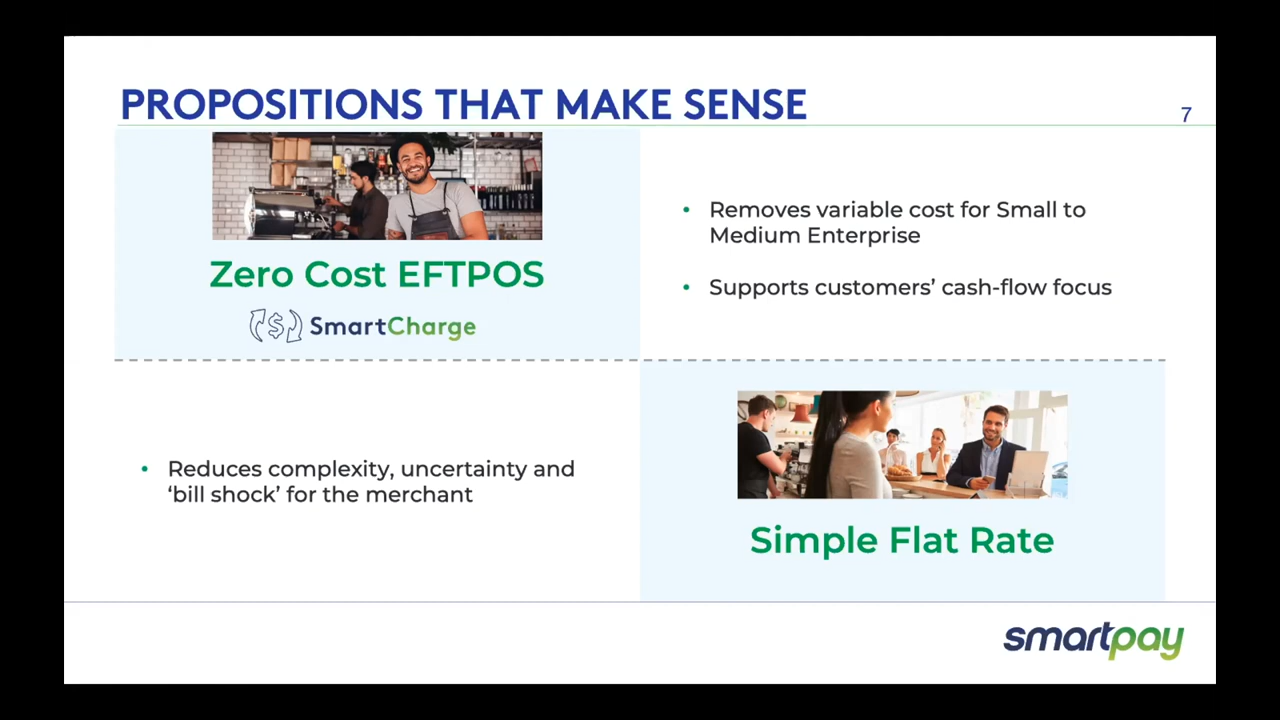 PROPOSITIONS THAT MAKE SENSE
7
Zero Cost EFTPOS
SmartCharge
• Removes variable cost for Small to
Medium Enterprise
• Supports customers’ cash-flow focus
• Reduces complexity, uncertainty and
‘bill shock’ for the merchant
Simple Flat Rate
smartpay